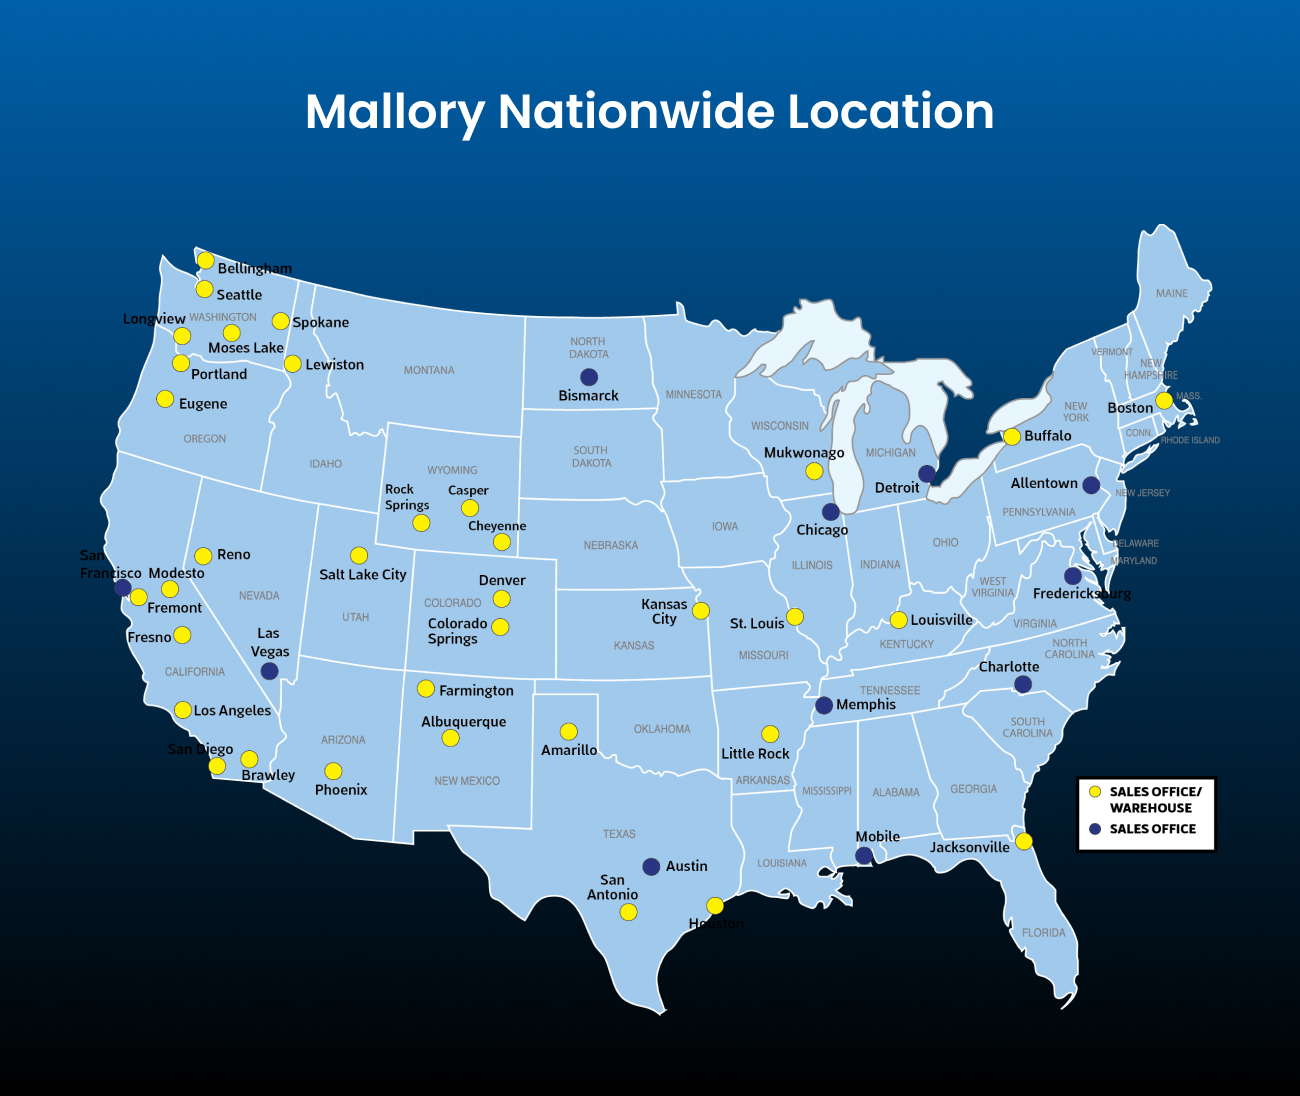 Mallory Nationwide Location
Bellingham
Seattle
Longview
WASHINGTON
Spokane
Moses Lake
Portland
Lewiston
Eugene
OREGON
MONTANA
IDAHO
NORTH
DAKOTA
Bismarck
MINNESOTA
SOUTH
DAKOTA
WISCONSIN
Mukwonago
MICHIGAN
Detroit
Chicago
MAINE
VERMONT
NEW
HAMPSHIRE
MASS.
Boston
NEW
YORK
CONN.
RHODE ISLAND
Buffalo
Allentown
NEW JERSEY
PENNSYLVANIA
DELAWARE
MARYLAND
WYOMING
Rock
Springs
Casper
Cheyenne
San
Francisco
Reno
Modesto
Fremont
Fresno
NEVADA
Salt Lake City
UTAH
Denver
COLORADO
Colorado
Springs
NEBRASKA
IOWA
ILLINOIS
INDIANA
OHIO
WEST
VIRGINIA
Fredericksburg
VIRGINIA
Kansas
City
KANSAS
St. Louis
MISSOURI
Louisville
KENTUCKY
NORTH
CAROLINA
Charlotte
Las
Vegas
CALIFORNIA
Los Angeles
San Diego
Brawley
ARIZONA
Phoenix
Farmington
Albuquerque
NEW MEXICO
Amarillo
OKLAHOMA
Little Rock
ARKANSAS
Memphis
TENNESSEE
SOUTH
CAROLINA
MISSISSIPPI
ALABAMA
GEORGIA
TEXAS
Austin
San
Antonio
Houston
LOUISIANA
Mobile
Jacksonville
FLORIDA
SALES OFFICE/
WAREHOUSE
SALES OFFICE